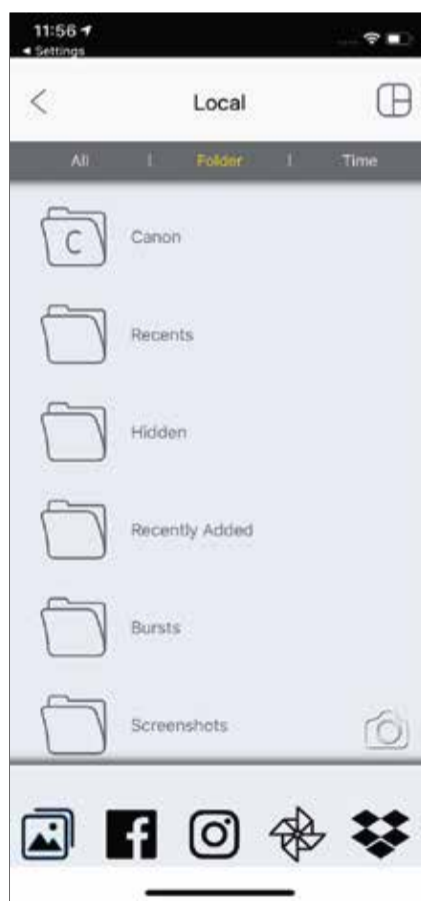 11:56
◀ Settings
Local
All | Folder | Time
C Canon
Recents
Hidden
Recently Added
Bursts
Screenshots